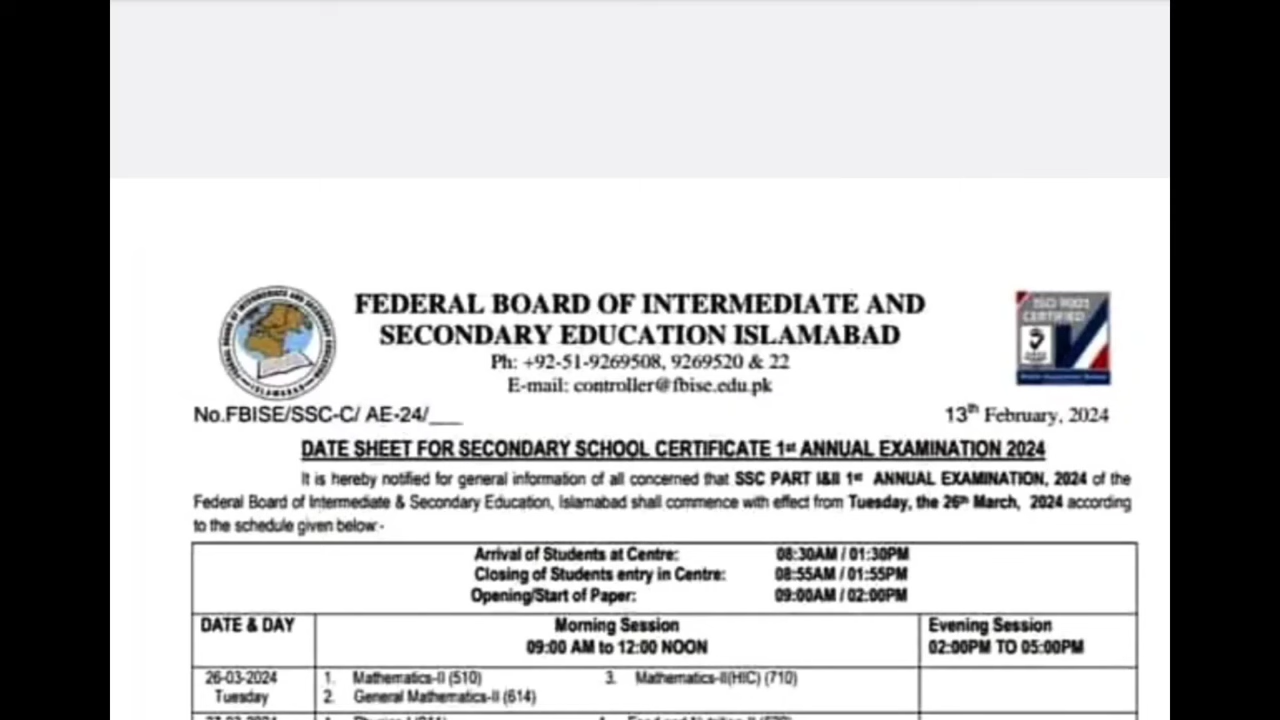 FEDERAL BOARD OF INTERMEDIATE AND
SECONDARY EDUCATION ISLAMABAD
Ph: +92-51-9269508, 9269520 & 22
E-mail: controller@fbise.edu.pk
ISO 9001
CERTIFIED
No.FBISE/SSC-C/ AE-24/___
13th February, 2024
DATE SHEET FOR SECONDARY SCHOOL CERTIFICATE 1st ANNUAL EXAMINATION 2024
It is hereby notified for general information of all concerned that SSC PART I&II 1st ANNUAL EXAMINATION, 2024 of the
Federal Board of Intermediate & Secondary Education, Islamabad shall commence with effect from Tuesday, the 26th March, 2024 according
to the schedule given below:-
Arrival of Students at Centre: 08:30AM / 01:30PM
Closing of Students entry in Centre: 08:55AM / 01:55PM
Opening/Start of Paper: 09:00AM / 02:00PM
DATE & DAY Morning Session Evening Session
09:00 AM to 12:00 NOON 02:00PM TO 05:00PM
26-03-2024 1. Mathematics-II (510) 3. Mathematics-II(HIC) (710)
Tuesday 2. General Mathematics-II (614)